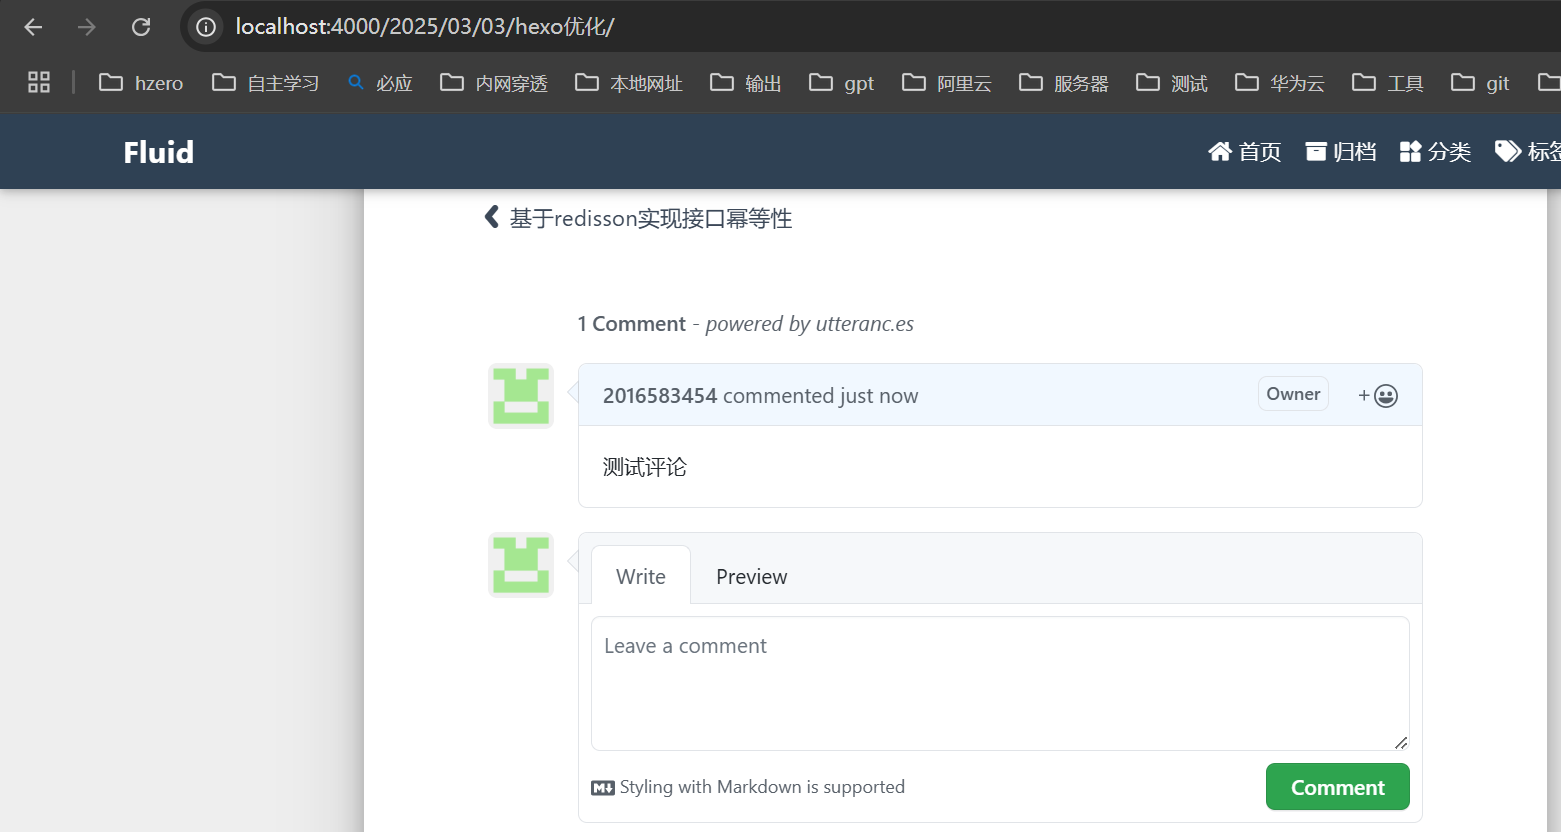 localhost:4000/2025/03/03/hexo优化/
hzero 自主学习 必应 内网穿透 本地网址 输出 gpt 阿里云 服务器 测试 华为云 工具 git
Fluid 首页 归档 分类 标签
基于redisson实现接口幂等性
1 Comment - powered by utteranc.es
2016583454 commented just now Owner +
测试评论
Write Preview
Leave a comment
M↓ Styling with Markdown is supported Comment